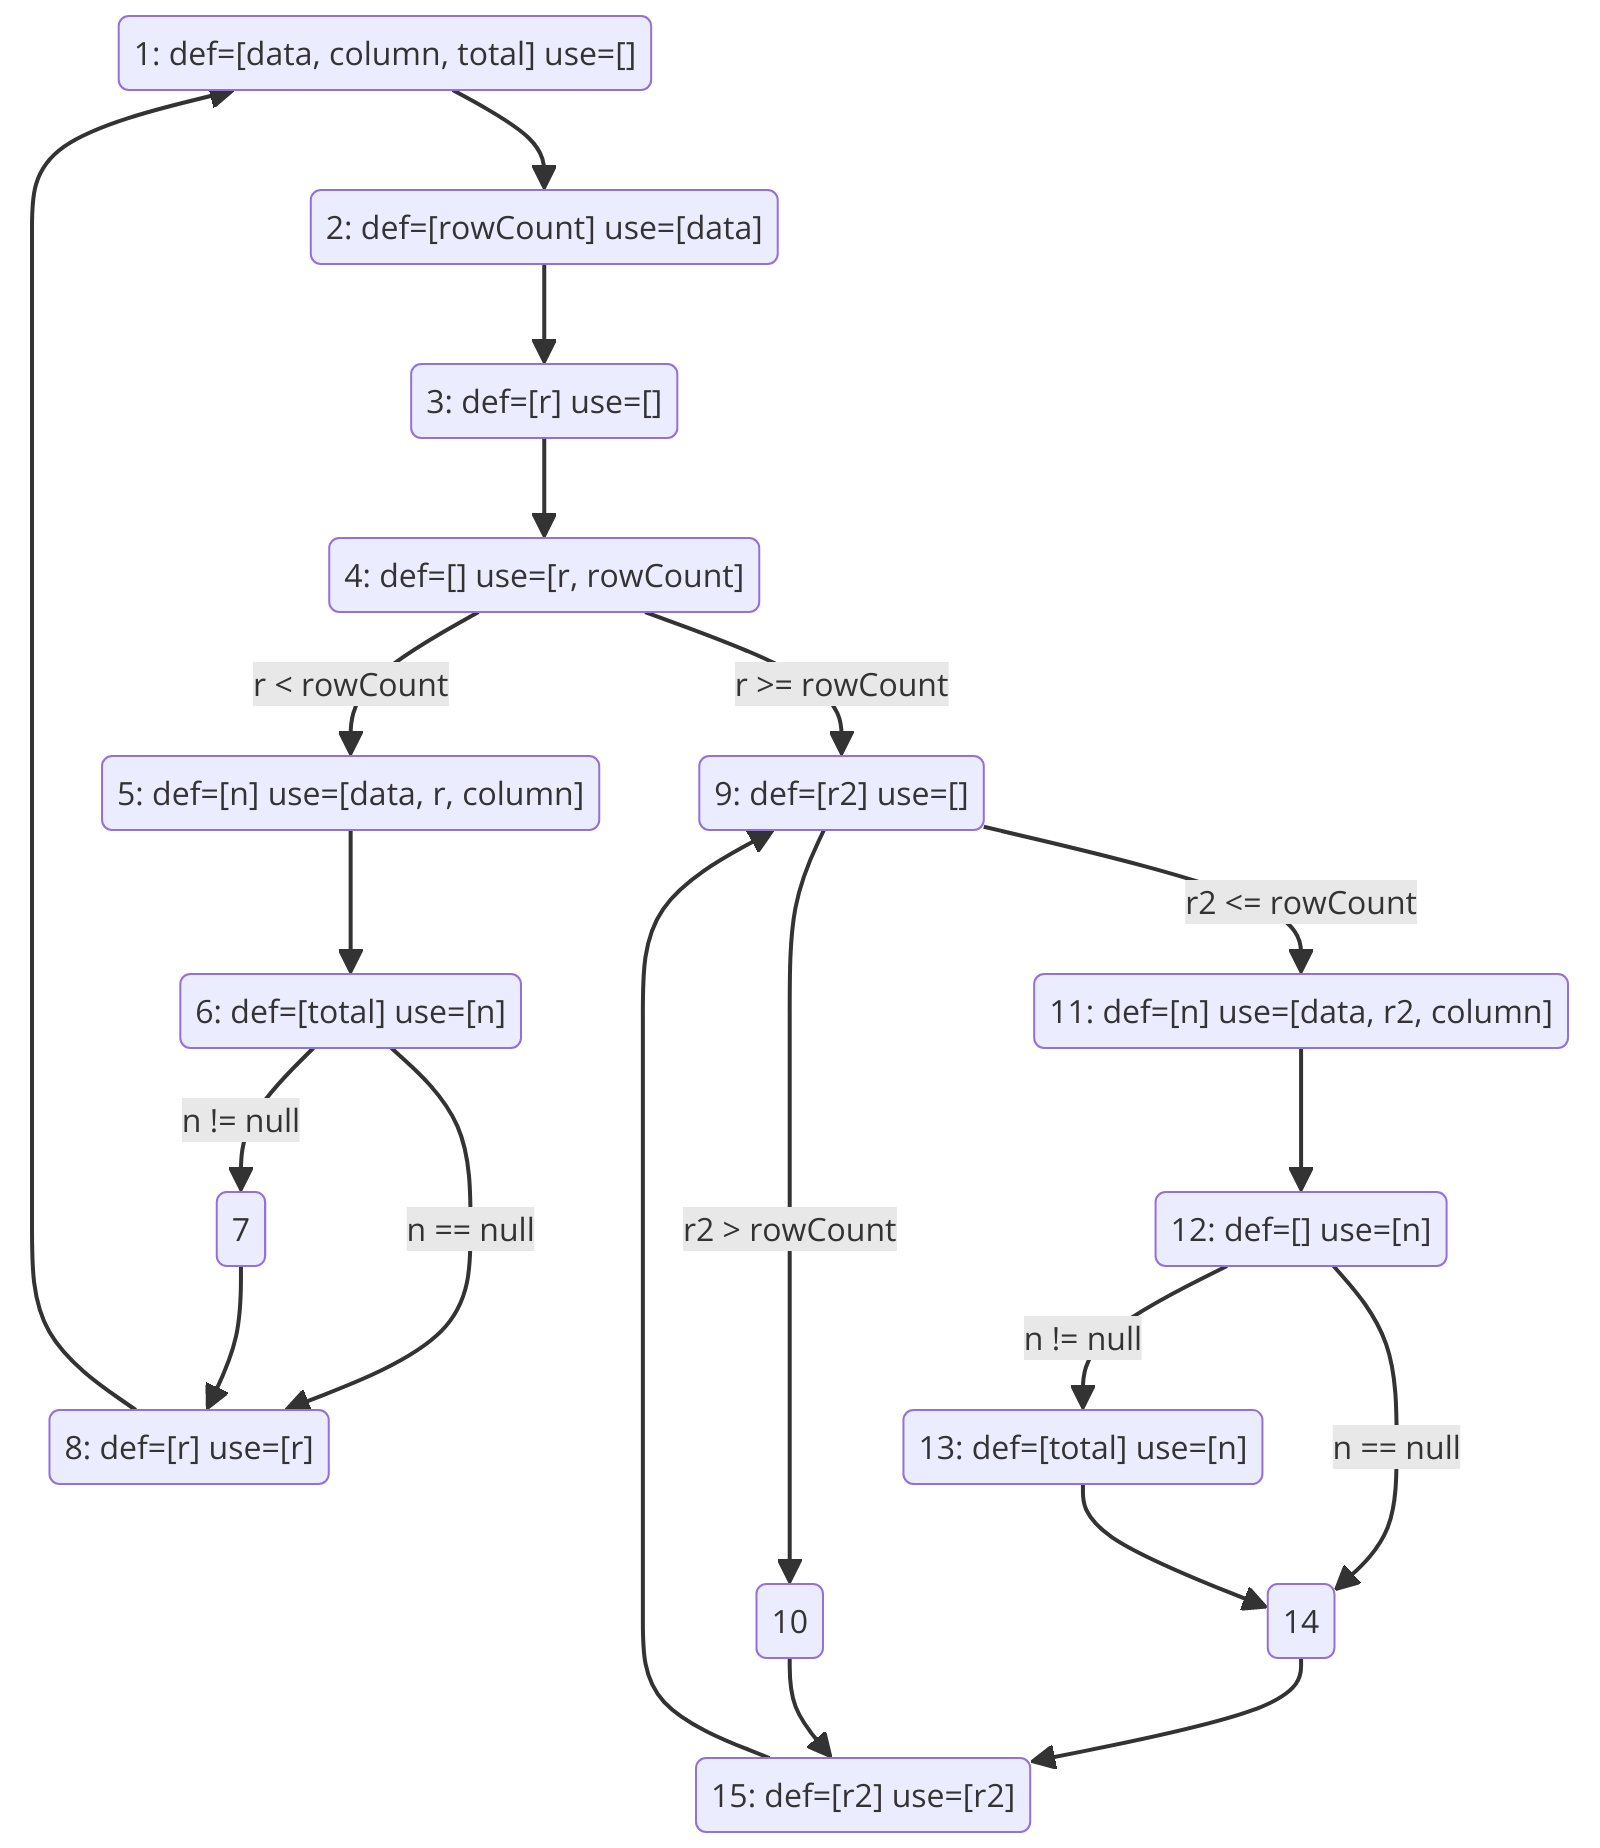 1: def=[data, column, total] use=[]
2: def=[rowCount] use=[data]
3: def=[r] use=[]
4: def=[] use=[r, rowCount]
r < rowCount
r >= rowCount
5: def=[n] use=[data, r, column]
9: def=[r2] use=[]
r2 <= rowCount
6: def=[total] use=[n]
11: def=[n] use=[data, r2, column]
n != null
7
n == null
r2 > rowCount
12: def=[] use=[n]
n != null
8: def=[r] use=[r]
13: def=[total] use=[n]
n == null
10
14
15: def=[r2] use=[r2]